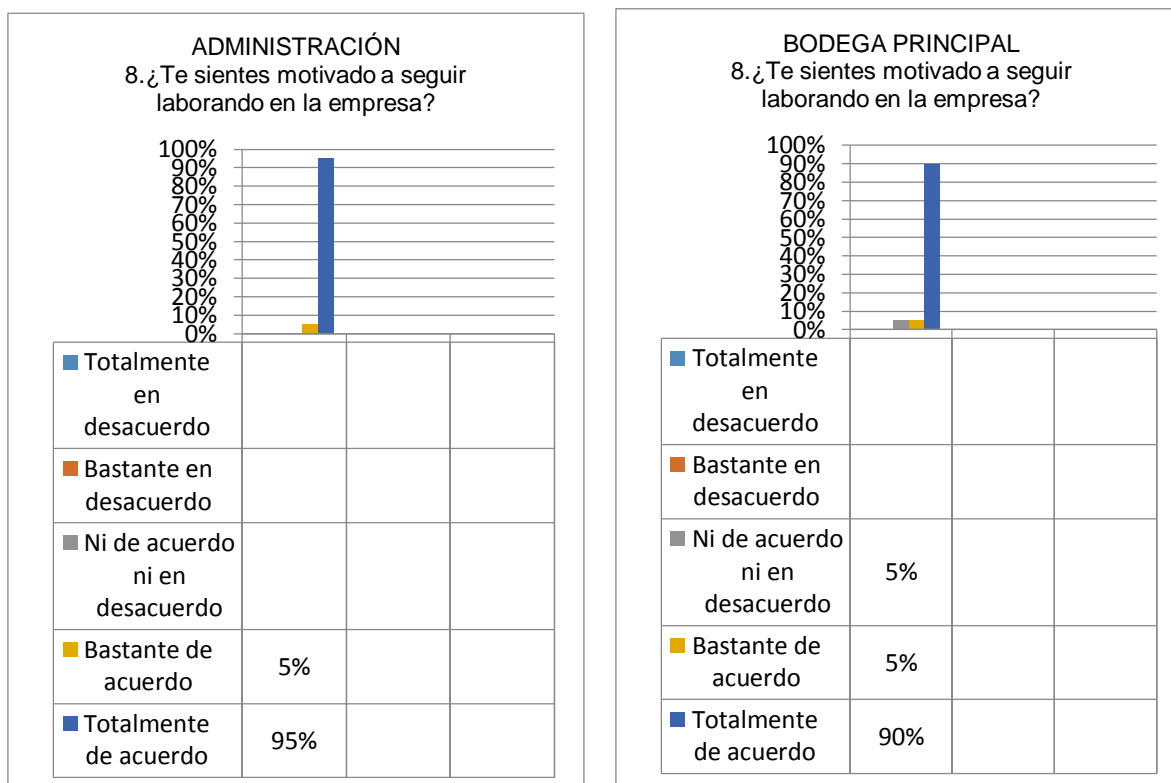 ADMINISTRACIÓN
8.¿Te sientes motivado a seguir
laborando en la empresa?
100%
90%
80%
70%
60%
50%
40%
30%
20%
10%
0%
Totalmente
en
desacuerdo
Bastante en
desacuerdo
Ni de acuerdo
ni en
desacuerdo
Bastante de
acuerdo
5%
Totalmente
de acuerdo
95%
BODEGA PRINCIPAL
8.¿Te sientes motivado a seguir
laborando en la empresa?
100%
90%
80%
70%
60%
50%
40%
30%
20%
10%
0%
Totalmente
en
desacuerdo
Bastante en
desacuerdo
Ni de acuerdo
ni en
desacuerdo
5%
Bastante de
acuerdo
5%
Totalmente
de acuerdo
90%